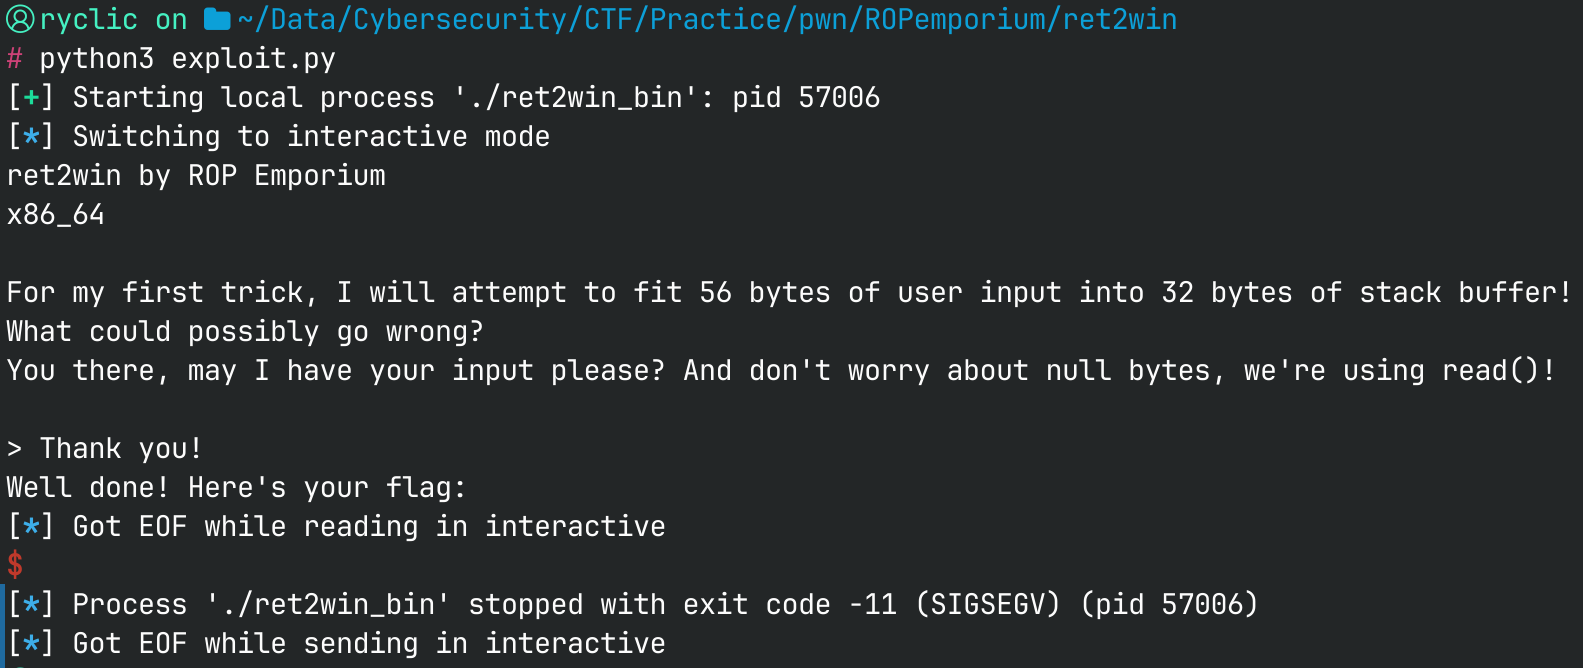 ryclic on ~/Data/Cybersecurity/CTF/Practice/pwn/ROPemporium/ret2win
# python3 exploit.py
[+] Starting local process './ret2win_bin': pid 57006
[*] Switching to interactive mode
ret2win by ROP Emporium
x86_64
For my first trick, I will attempt to fit 56 bytes of user input into 32 bytes of stack buffer!
What could possibly go wrong?
You there, may I have your input please? And don't worry about null bytes, we're using read()!
> Thank you!
Well done! Here's your flag:
[*] Got EOF while reading in interactive
$
[*] Process './ret2win_bin' stopped with exit code -11 (SIGSEGV) (pid 57006)
[*] Got EOF while sending in interactive